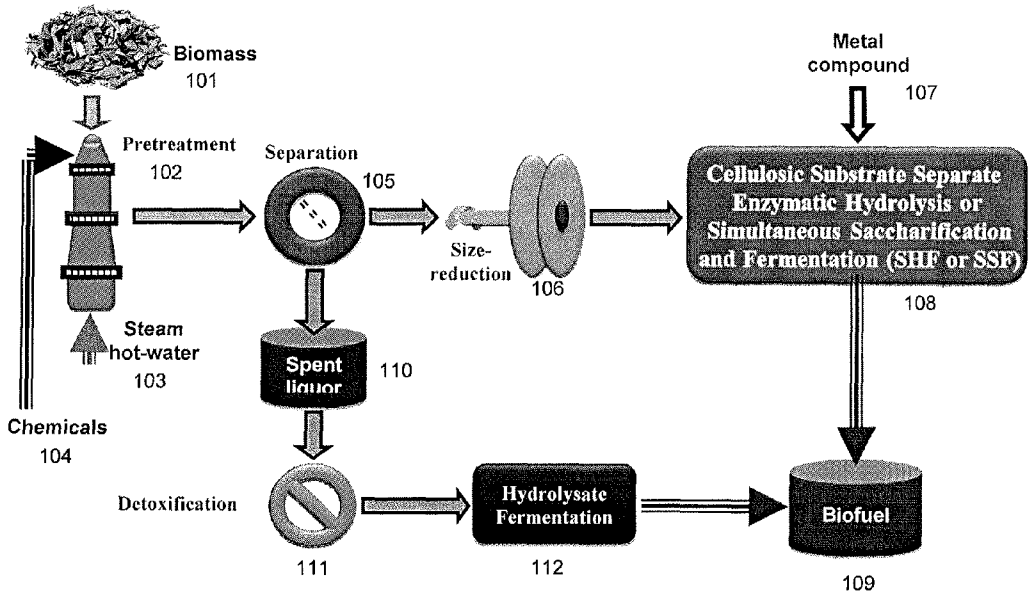 Biomass
101
Pretreatment
102
Steam
hot-water
103
Chemicals
104
Separation
105
Size-
reduction
106
Metal
compound
107
Cellulosic Substrate Separate
Enzymatic Hydrolysis or
Simultaneous Saccharification
and Fermentation (SHF or SSF)
108
Spent
liquor
110
Detoxification
111
Hydrolysate
Fermentation
112
Biofuel
109